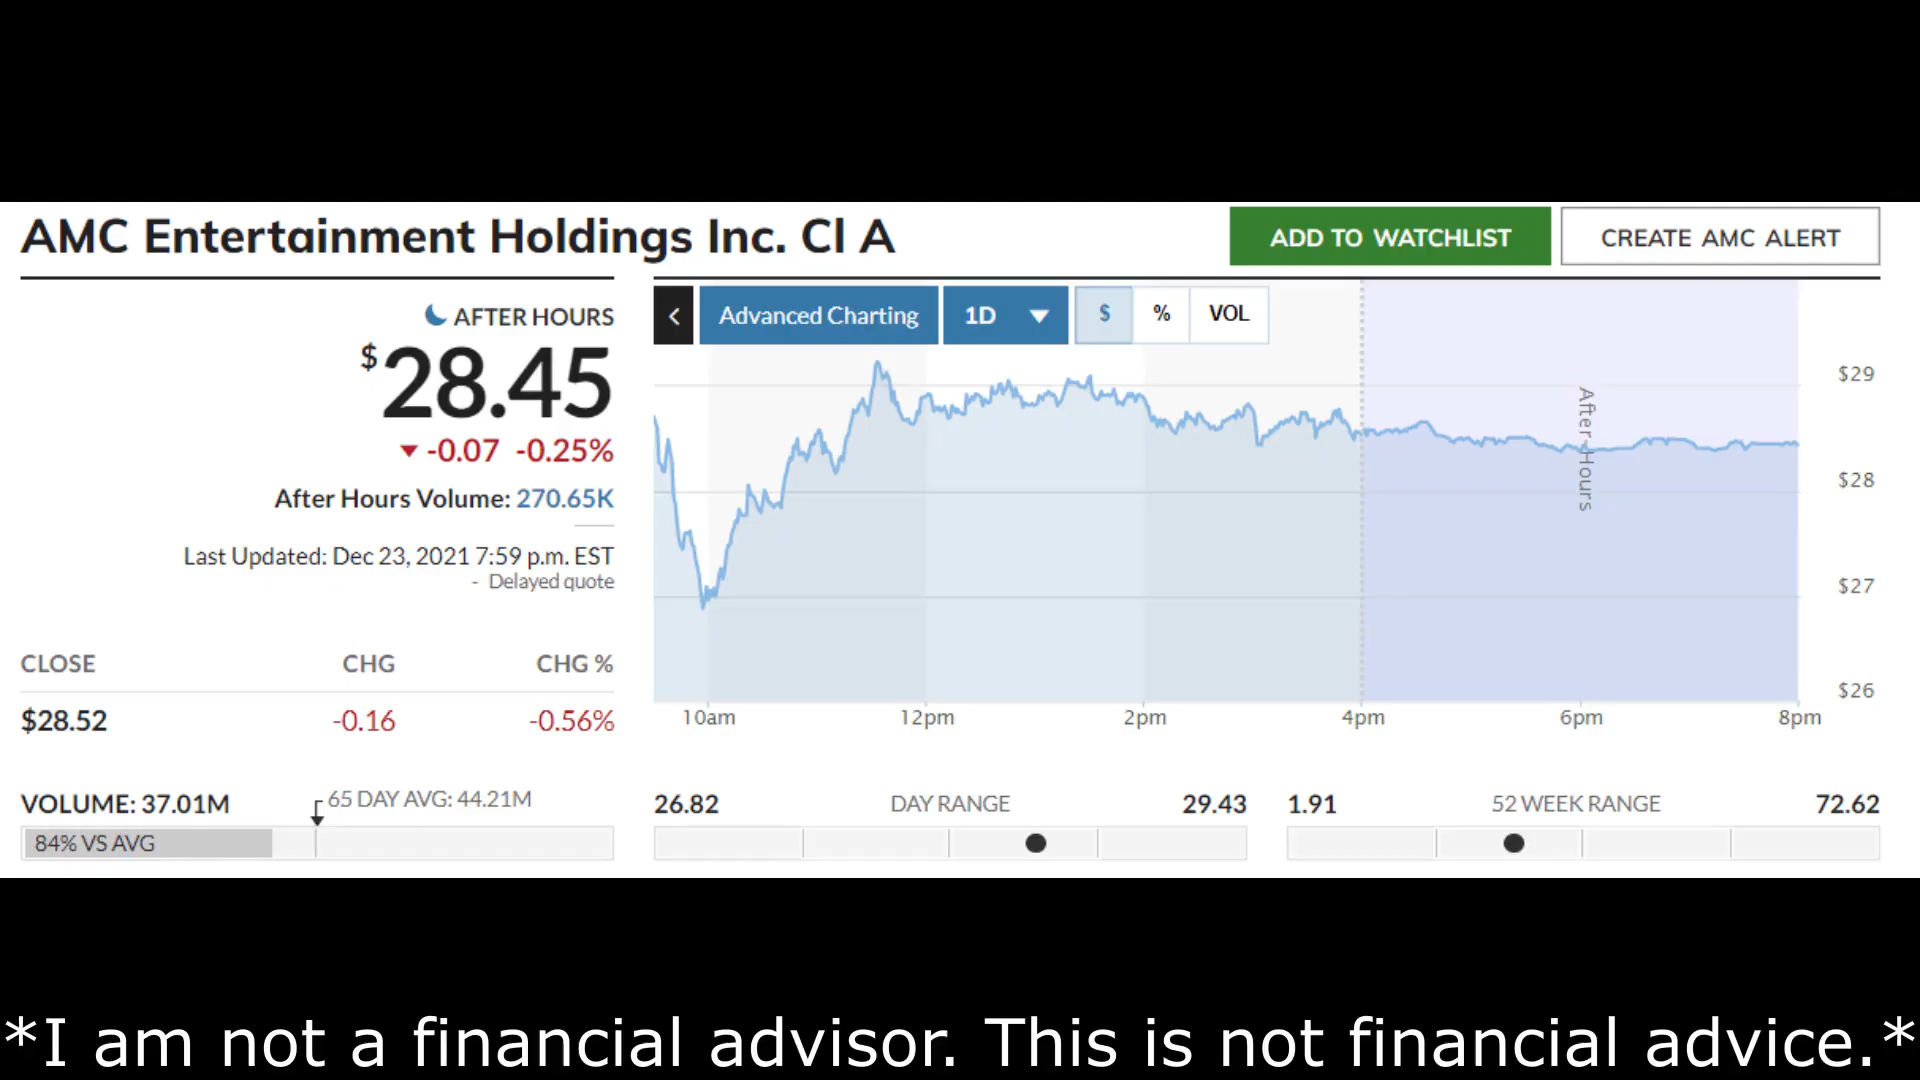 AMC Entertainment Holdings Inc. Cl A
ADD TO WATCHLIST
CREATE AMC ALERT
AFTER HOURS
$28.45
-0.07 -0.25%
After Hours Volume: 270.65K
Last Updated: Dec 23, 2021 7:59 p.m. EST
- Delayed quote
CLOSE CHG CHG %
$28.52 -0.16 -0.56%
Advanced Charting
1D
$ % VOL
$29
$28
$27
$26
After-Hours
10am 12pm 2pm 4pm 6pm 8pm
VOLUME: 37.01M
65 DAY AVG: 44.21M
84% VS AVG
26.82 DAY RANGE 29.43
1.91 52 WEEK RANGE 72.62
*I am not a financial advisor. This is not financial advice.*